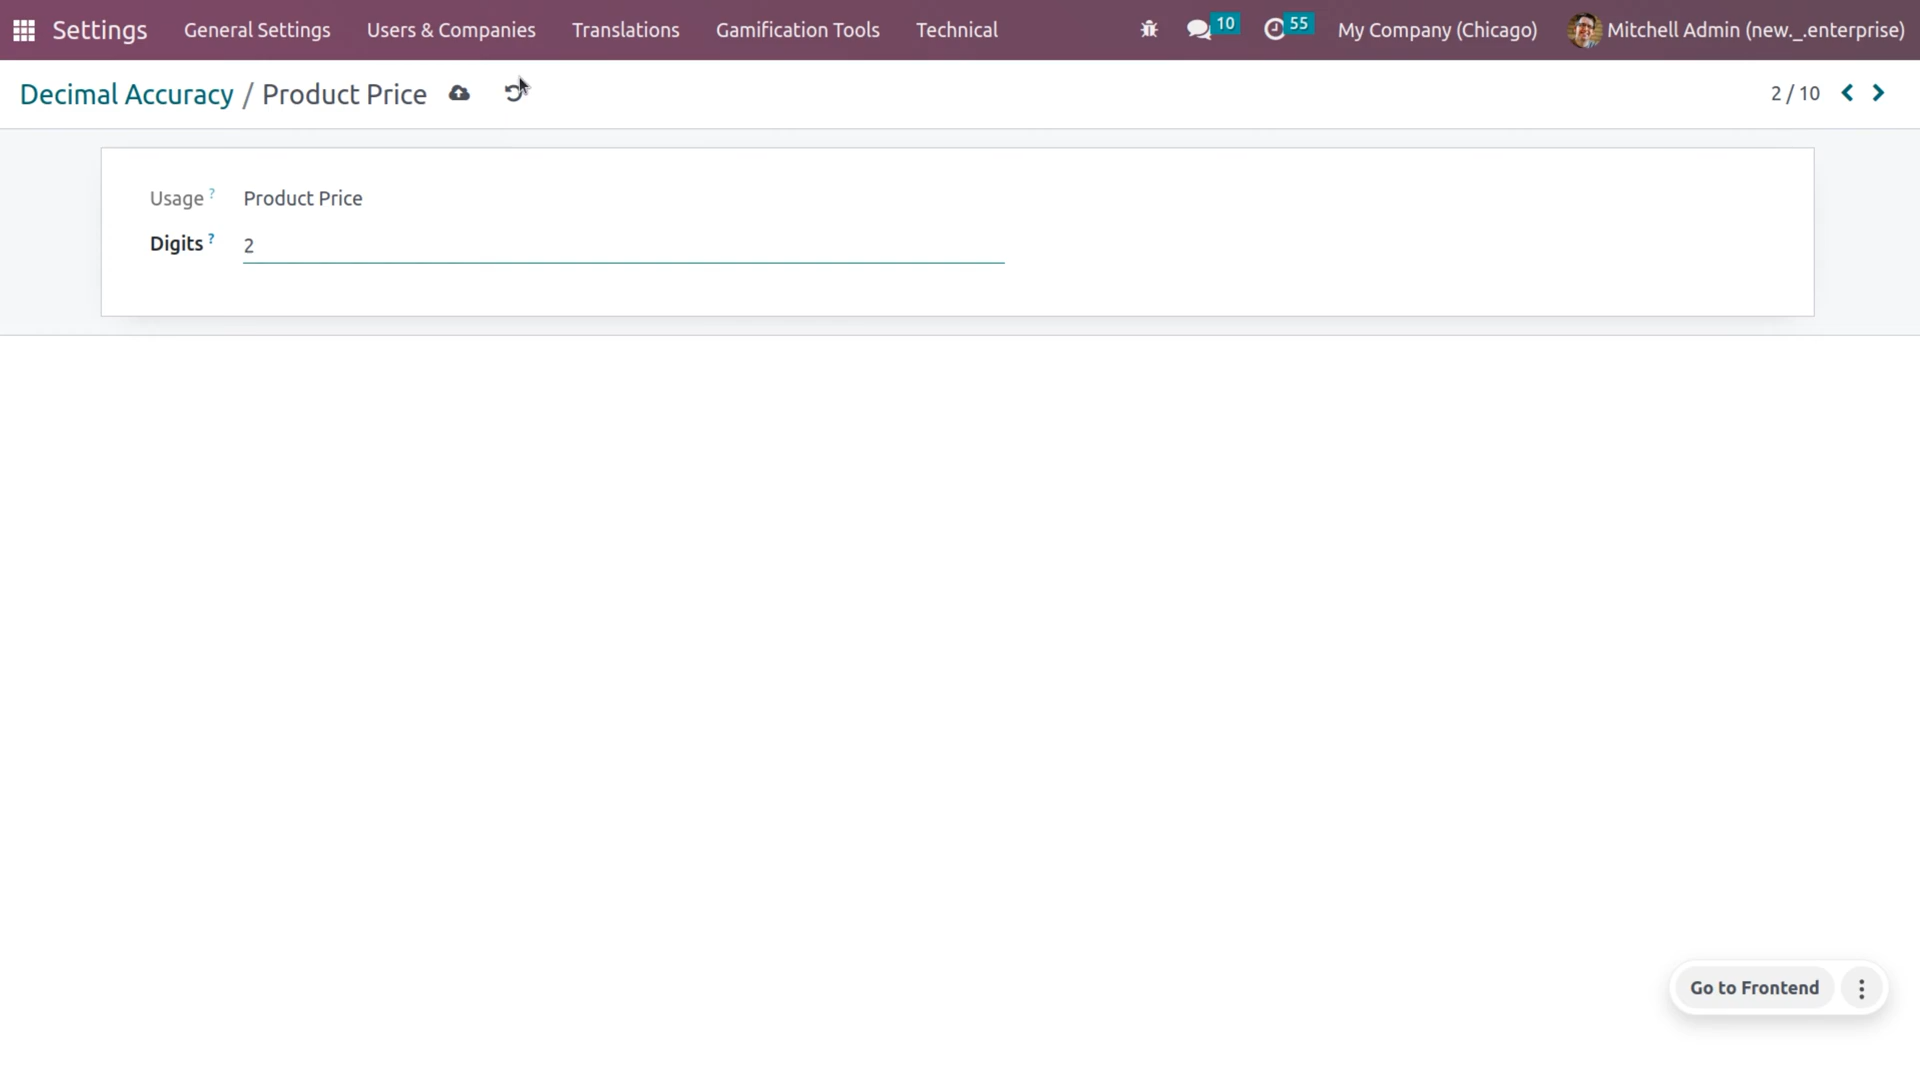 Settings General Settings Users & Companies Translations Gamification Tools Technical 10 55 My Company (Chicago) Mitchell Admin (new._.enterprise)
Decimal Accuracy / Product Price 2 / 10
Usage ? Product Price
Digits ? 2
Go to Frontend